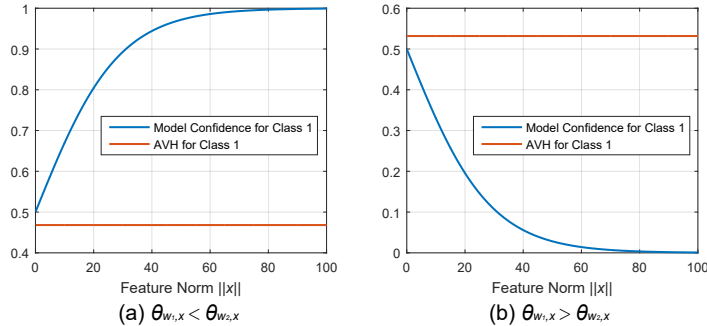 1
0.9
0.8
0.7
0.6
0.5
0.4
Model Confidence for Class 1
AVH for Class 1
0 20 40 60 80 100
Feature Norm ||x||
(a) θw₁,x < θw₂,x
0.6
0.5
0.4
0.3
0.2
0.1
0
Model Confidence for Class 1
AVH for Class 1
0 20 40 60 80 100
Feature Norm ||x||
(b) θw₁,x > θw₂,x